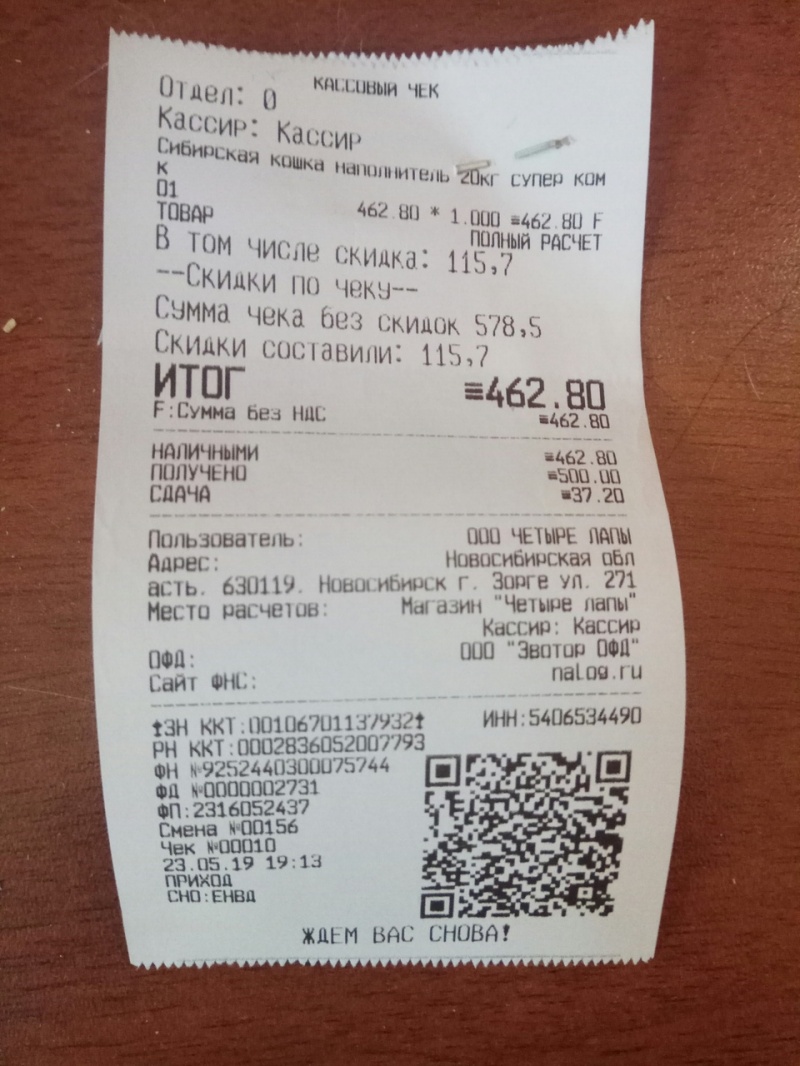 КАССОВЫЙ ЧЕК
Отдел: 0
Кассир: Кассир
Сибирская кошка наполнитель 20кг супер ком
к
01
ТОВАР 462.80 * 1.000 ≡462.80 F
ПОЛНЫЙ РАСЧЕТ
В том числе скидка: 115,7
--Скидки по чеку--
Сумма чека без скидок 578,5
Скидки составили: 115,7
ИТОГ ≡462.80
F:Сумма без НДС ≡462.80
НАЛИЧНЫМИ ≡462.80
ПОЛУЧЕНО ≡500.00
СДАЧА ≡37.20
Пользователь: ООО ЧЕТЫРЕ ЛАПЫ
Адрес: Новосибирская обл
асть. 630119. Новосибирск г. Зорге ул. 271
Место расчетов: Магазин "Четыре лапы"
Кассир: Кассир
ОФД: ООО "Эвотор ОФД"
Сайт ФНС: nalog.ru
ЗН ККТ:00106701137932 ИНН:5406534490
РН ККТ:0002836052007793
ФН №9252440300075744
ФД №0000002731
ФП:2316052437
Смена №00156
Чек №00010
23.05.19 19:13
ПРИХОД
СНО:ЕНВД
ЖДЕМ ВАС СНОВА!